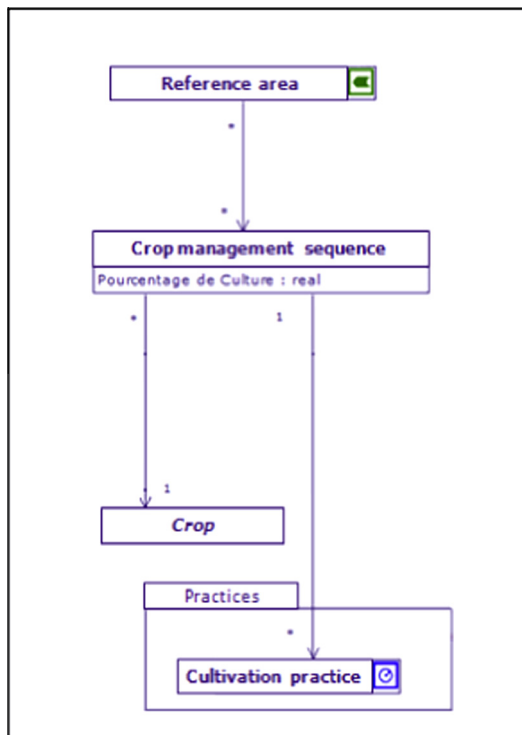 Reference area
*
*
Crop management sequence
Pourcentage de Culture : real
*
1
1
Crop
Practices
*
Cultivation practice